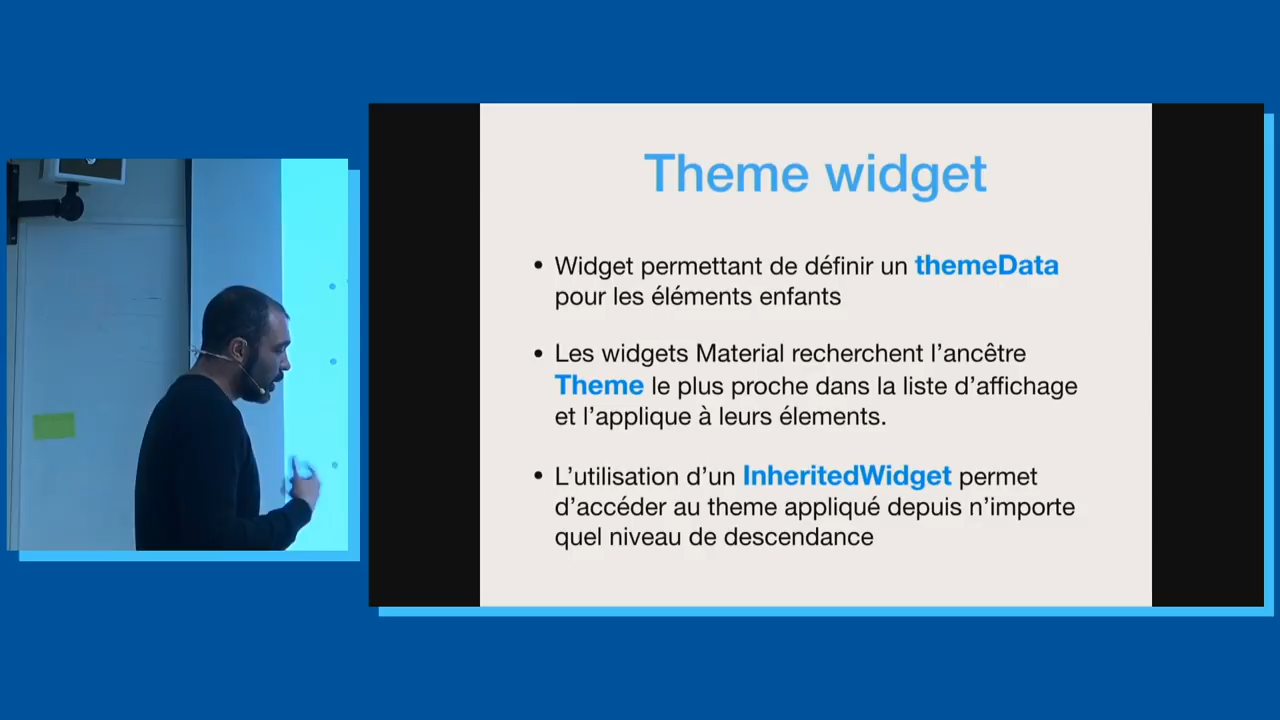 Theme widget
• Widget permettant de définir un themeData
pour les éléments enfants
• Les widgets Material recherchent l’ancêtre
Theme le plus proche dans la liste d’affichage
et l’applique à leurs élements.
• L’utilisation d’un InheritedWidget permet
d’accéder au theme appliqué depuis n’importe
quel niveau de descendance